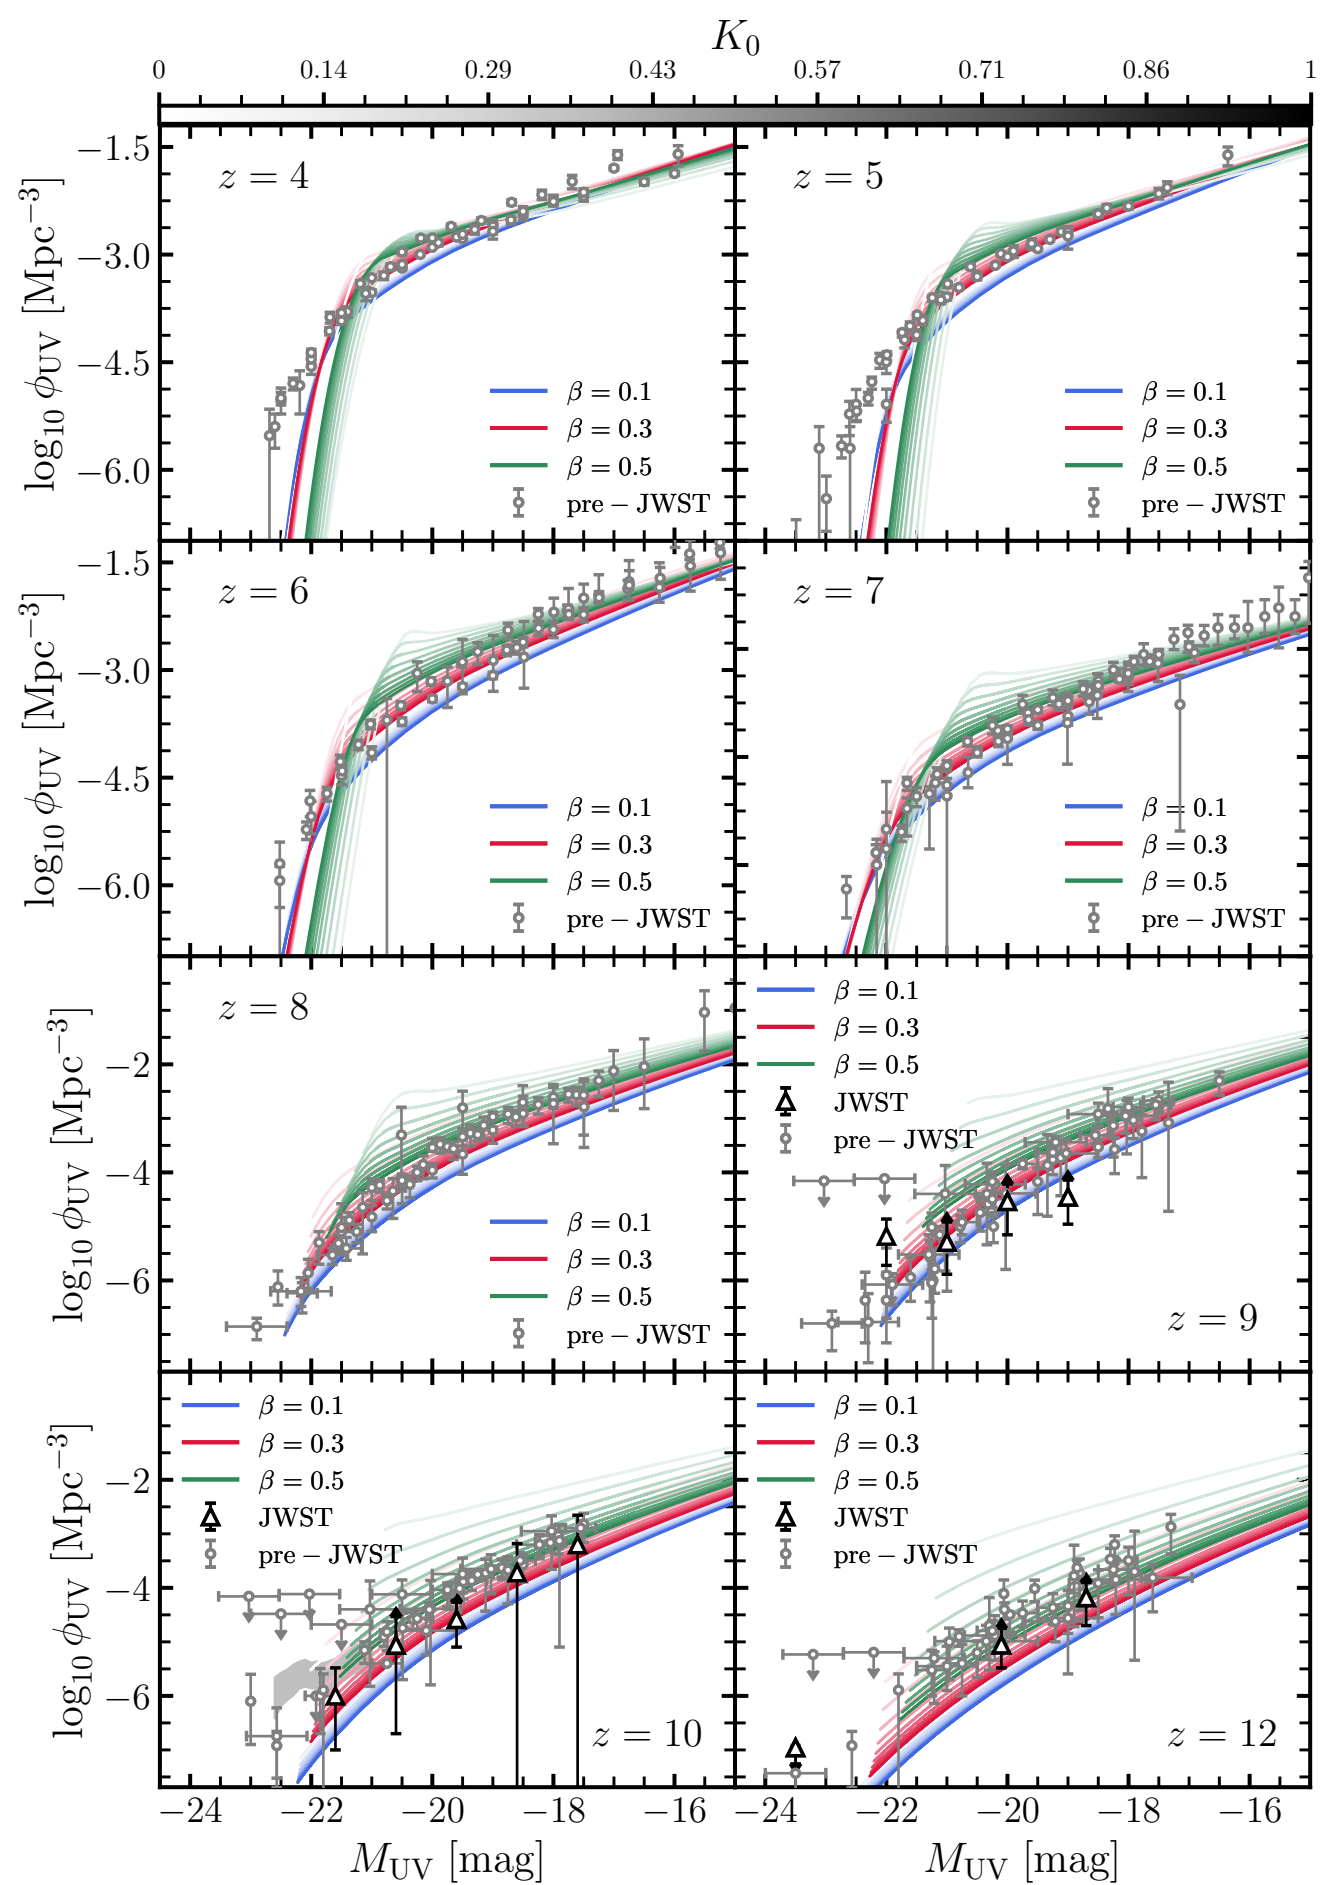 K₀
0 0.14 0.29 0.43 0.57 0.71 0.86 1
log₁₀ ϕ_UV [Mpc⁻³]
−1.5
−3.0
−4.5
−6.0
z = 4
β = 0.1
β = 0.3
β = 0.5
pre − JWST
z = 5
β = 0.1
β = 0.3
β = 0.5
pre − JWST
log₁₀ ϕ_UV [Mpc⁻³]
−1.5
−3.0
−4.5
−6.0
z = 6
β = 0.1
β = 0.3
β = 0.5
pre − JWST
z = 7
β = 0.1
β = 0.3
β = 0.5
pre − JWST
log₁₀ ϕ_UV [Mpc⁻³]
−2
−4
−6
z = 8
β = 0.1
β = 0.3
β = 0.5
pre − JWST
β = 0.1
β = 0.3
β = 0.5
JWST
pre − JWST
z = 9
log₁₀ ϕ_UV [Mpc⁻³]
−2
−4
−6
β = 0.1
β = 0.3
β = 0.5
JWST
pre − JWST
z = 10
β = 0.1
β = 0.3
β = 0.5
JWST
pre − JWST
z = 12
−24 −22 −20 −18 −16 −24 −22 −20 −18 −16
M_UV [mag] M_UV [mag]